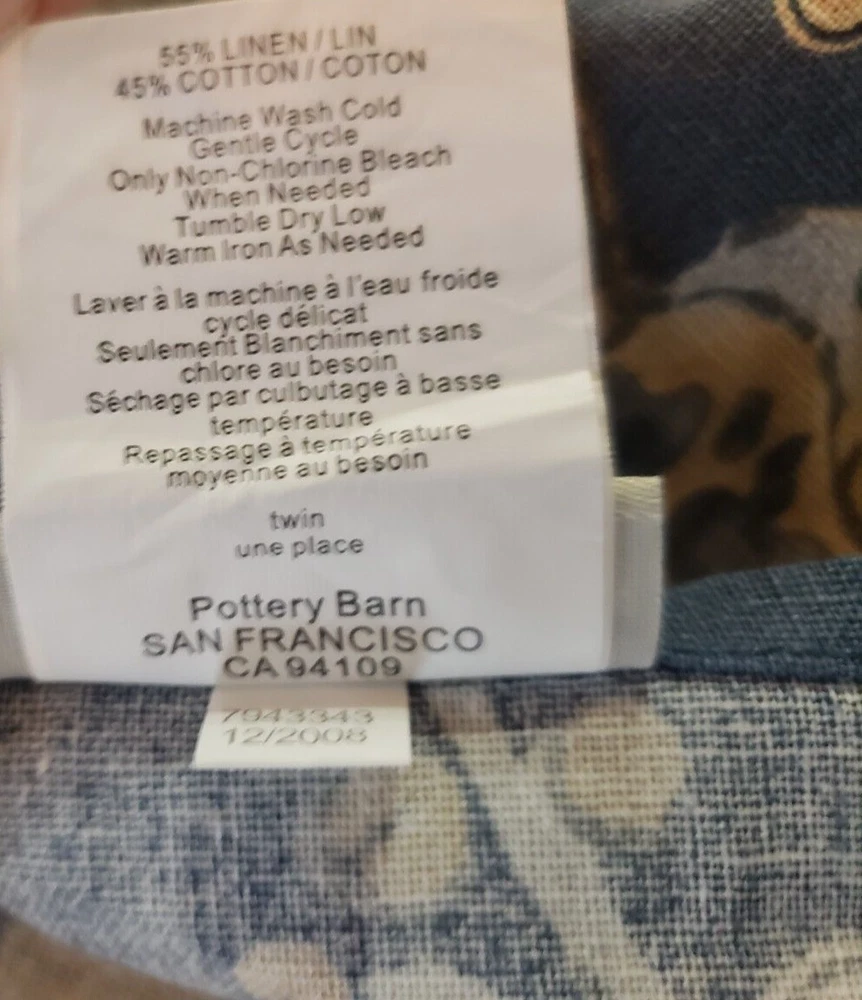 55% LINEN / LIN
45% COTTON / COTON
Machine Wash Cold
Gentle Cycle
Only Non-Chlorine Bleach
When Needed
Tumble Dry Low
Warm Iron As Needed
Laver à la machine à l'eau froide
cycle délicat
Seulement Blanchiment sans
chlore au besoin
Séchage par culbutage à basse
température
Repassage à température
moyenne au besoin
twin
une place
Pottery Barn
SAN FRANCISCO
CA 94109
7943343
12/2008